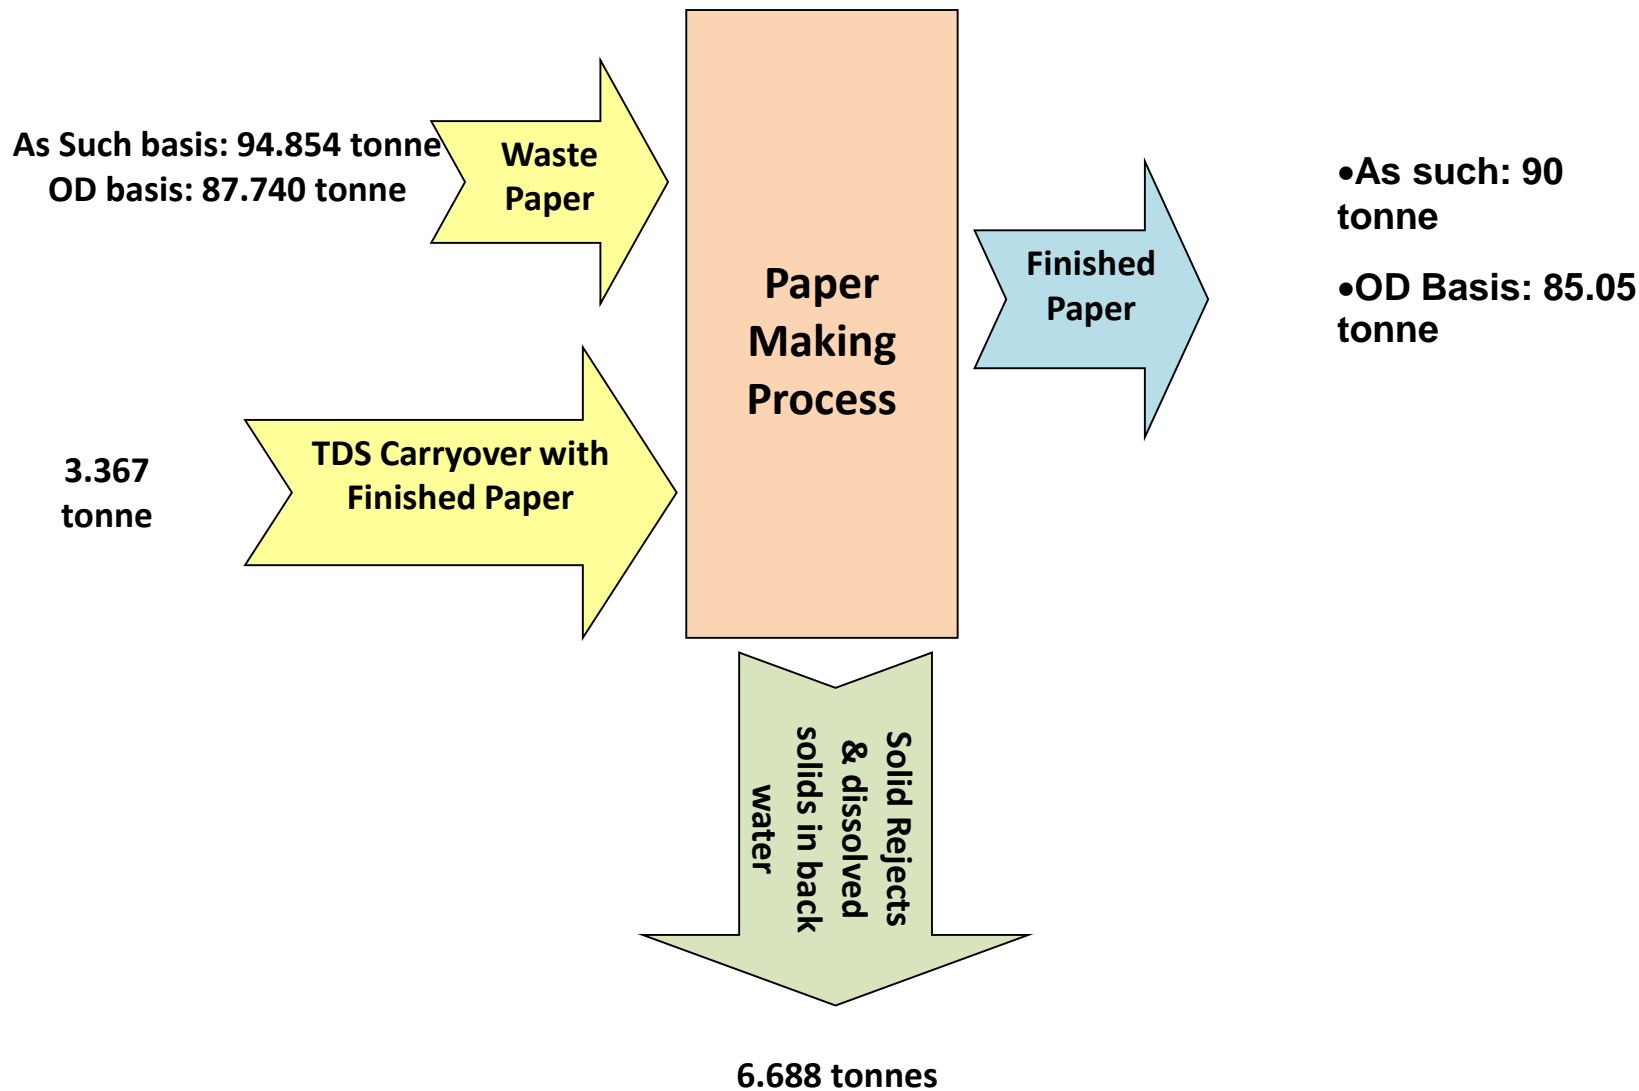 As Such basis: 94.854 tonne
OD basis: 87.740 tonne
Waste
Paper
3.367
tonne
TDS Carryover with
Finished Paper
Paper
Making
Process
Finished
Paper
•As such: 90
tonne
•OD Basis: 85.05
tonne
Solid Rejects
& dissolved
solids in back
water
6.688 tonnes